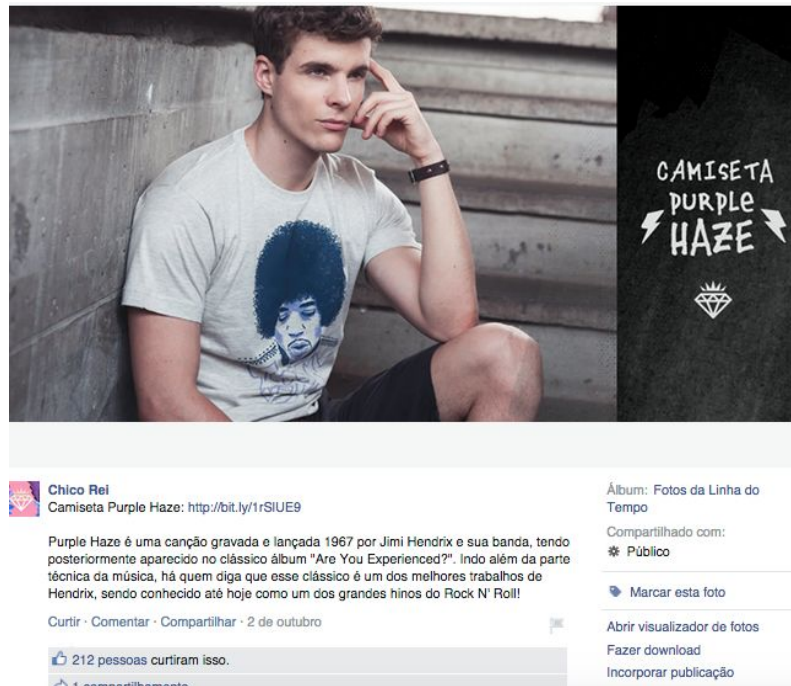 CAMISETA
PURPLE
HAZE
Chico Rei
Camiseta Purple Haze: http://bit.ly/1rSlUE9
Purple Haze é uma canção gravada e lançada 1967 por Jimi Hendrix e sua banda, tendo
posteriormente aparecido no clássico álbum "Are You Experienced?". Indo além da parte
técnica da música, há quem diga que esse clássico é um dos melhores trabalhos de
Hendrix, sendo conhecido até hoje como um dos grandes hinos do Rock N' Roll!
Curtir · Comentar · Compartilhar · 2 de outubro
212 pessoas curtiram isso.
1 compartilhamento
Álbum: Fotos da Linha do
Tempo
Compartilhado com:
Público
Marcar esta foto
Abrir visualizador de fotos
Fazer download
Incorporar publicação